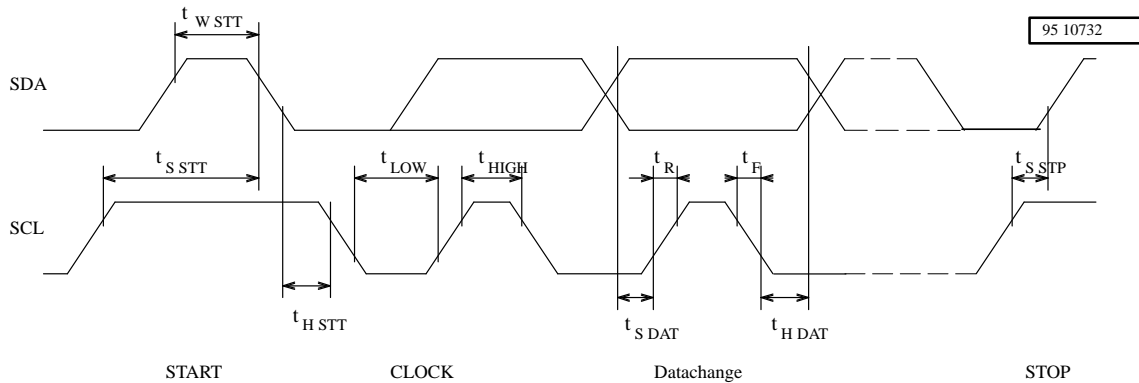 t W STT
95 10732
SDA
t S STT
t LOW
t HIGH
t R
t F
t S STP
SCL
t H STT
t S DAT
t H DAT
START
CLOCK
Datachange
STOP